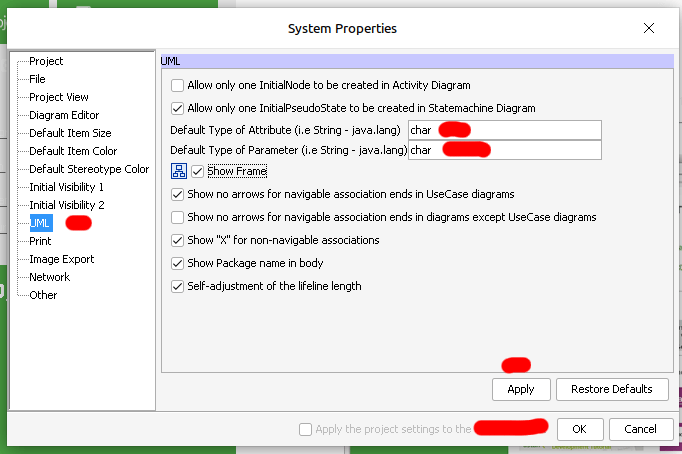 System Properties
Project
File
Project View
Diagram Editor
Default Item Size
Default Item Color
Default Stereotype Color
Initial Visibility 1
Initial Visibility 2
UML
Print
Image Export
Network
Other
UML
Allow only one InitialNode to be created in Activity Diagram
Allow only one InitialPseudoState to be created in Statemachine Diagram
Default Type of Attribute (i.e String - java.lang) char
Default Type of Parameter (i.e String - java.lang) char
Show Frame
Show no arrows for navigable association ends in UseCase diagrams
Show no arrows for navigable association ends in diagrams except UseCase diagrams
Show "X" for non-navigable associations
Show Package name in body
Self-adjustment of the lifeline length
Apply Restore Defaults
Apply the project settings to the
OK Cancel